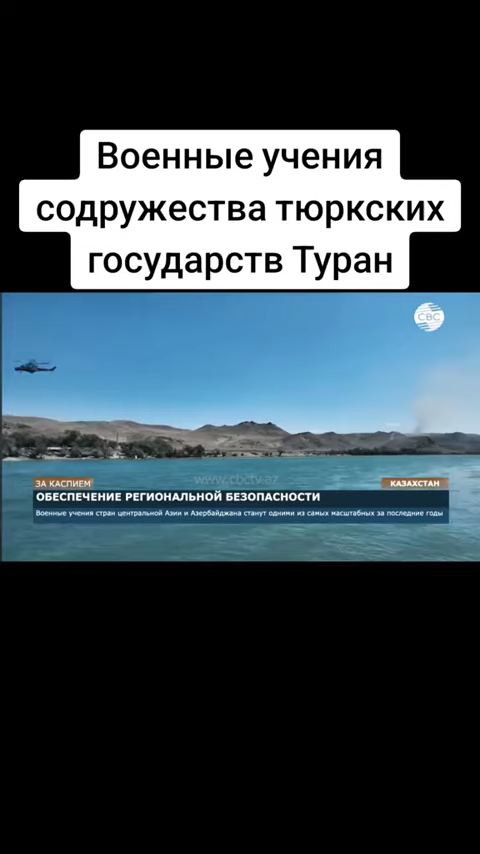 Военные учения
содружества тюркских
государств Туран
CBC
www.cbctv.az
ЗА КАСПИЕМ
КАЗАХСТАН
ОБЕСПЕЧЕНИЕ РЕГИОНАЛЬНОЙ БЕЗОПАСНОСТИ
Военные учения стран центральной Азии и Азербайджана станут одними из самых масштабных за последние годы